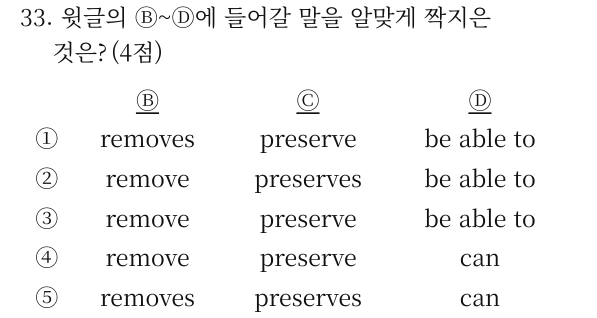 33. 윗글의 Ⓑ~Ⓓ에 들어갈 말을 알맞게 짝지은
것은? (4점)
Ⓑ Ⓒ Ⓓ
① removes preserve be able to
② remove preserves be able to
③ remove preserve be able to
④ remove preserve can
⑤ removes preserves can